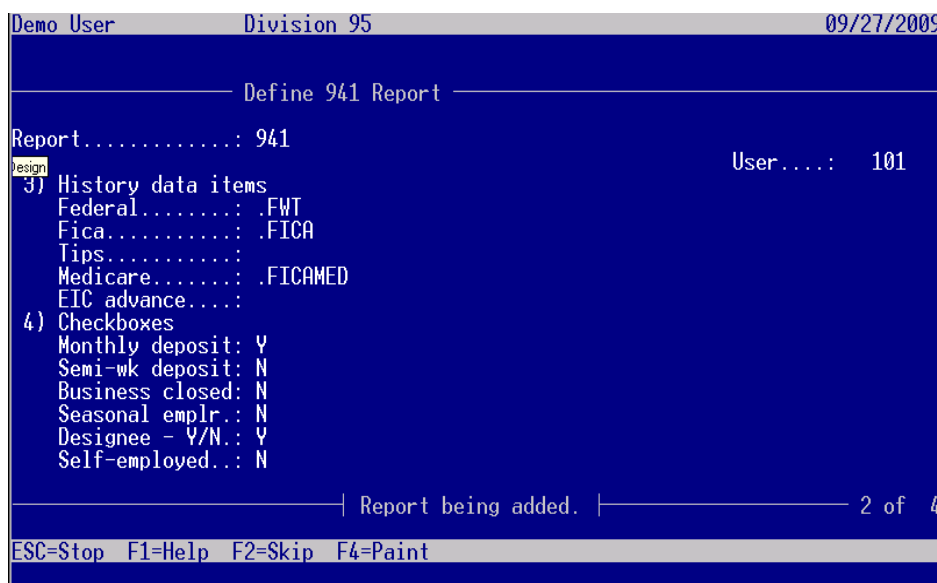 Demo User Division 95 09/27/2009
Define 941 Report
Report.............: 941
User....: 101
Design
3) History data items
Federal........: .FWT
Fica...........: .FICA
Tips...........:
Medicare.......: .FICAMED
EIC advance....:
4) Checkboxes
Monthly deposit: Y
Semi-wk deposit: N
Business closed: N
Seasonal emplr.: N
Designee - Y/N.: Y
Self-employed..: N
Report being added. 2 of 4
ESC=Stop F1=Help F2=Skip F4=Paint